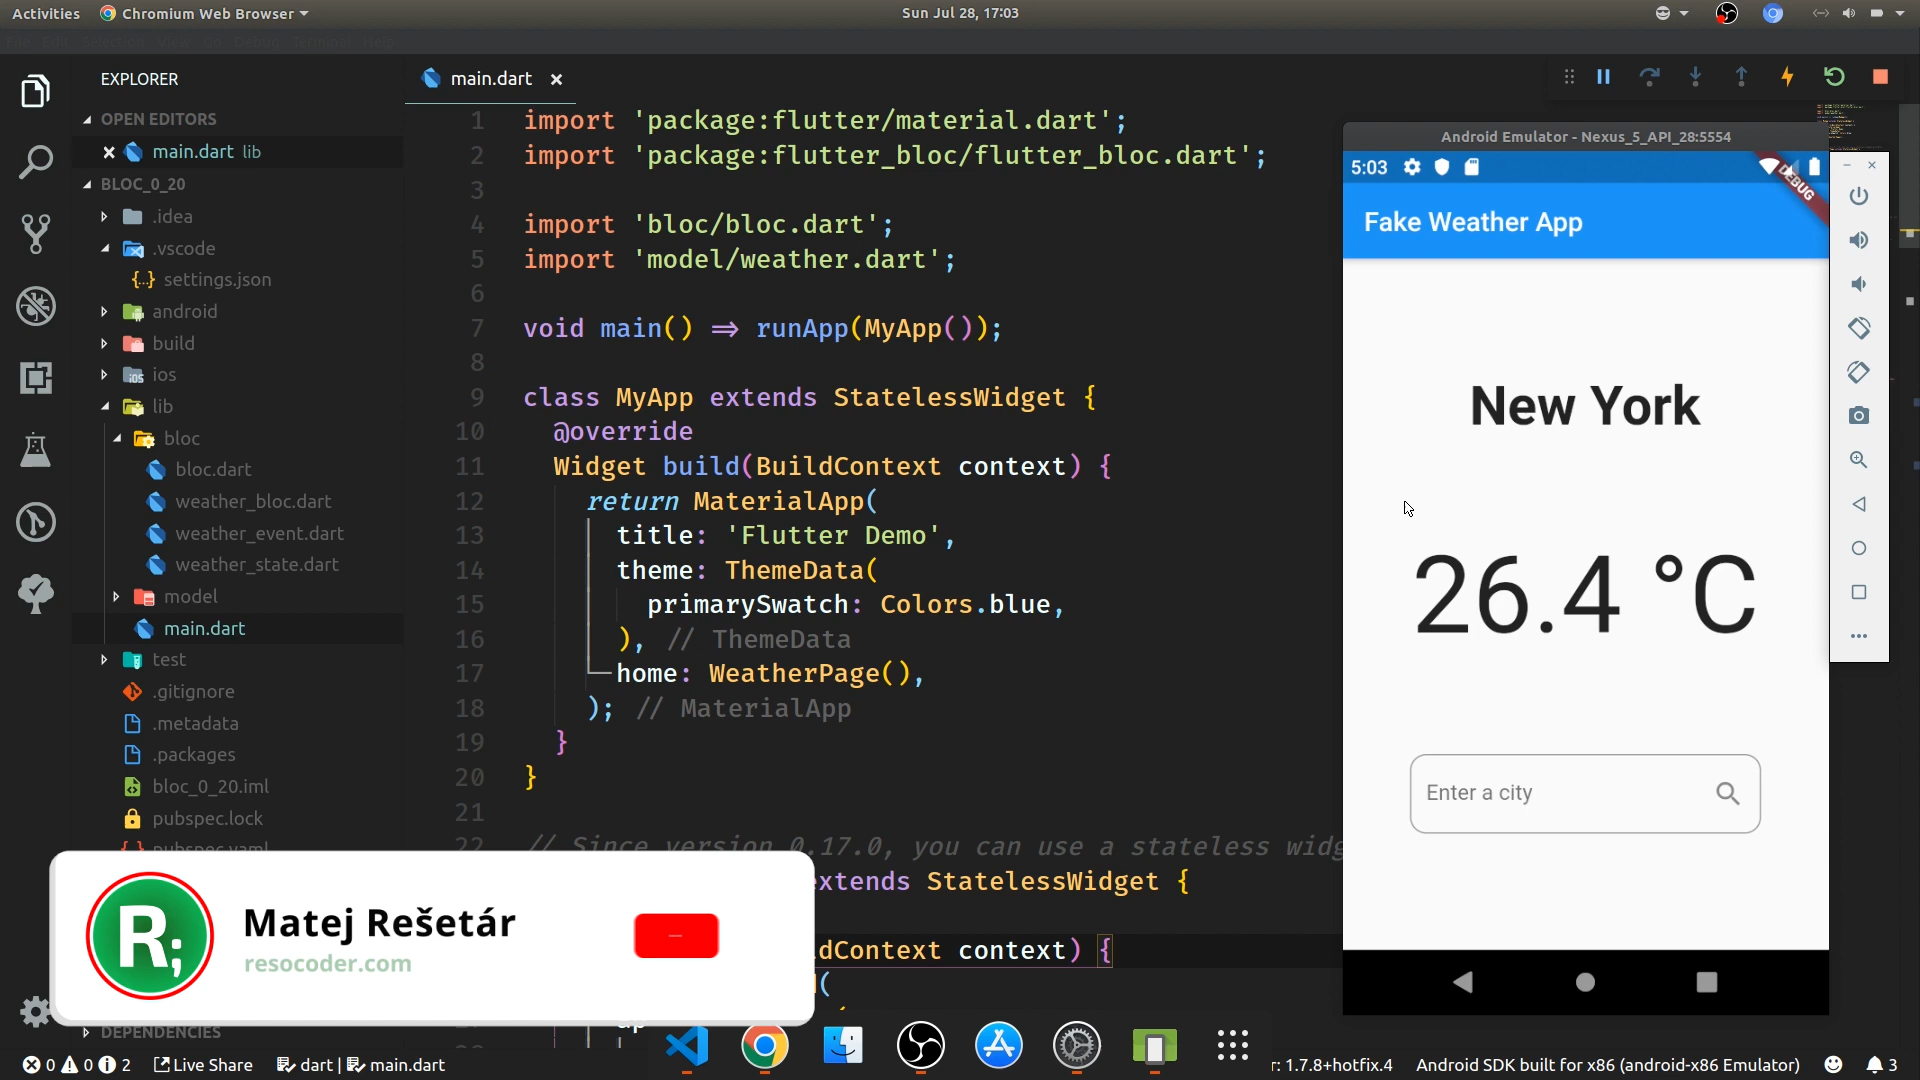 Activities Chromium Web Browser Sun Jul 28, 17:03
EXPLORER
OPEN EDITORS
main.dart lib
BLOC_0_20
.idea
.vscode
settings.json
android
build
ios
lib
bloc
bloc.dart
weather_bloc.dart
weather_event.dart
weather_state.dart
model
main.dart
test
.gitignore
.metadata
.packages
bloc_0_20.iml
pubspec.lock
pubspec.yaml
DEPENDENCIES
main.dart
1 import 'package:flutter/material.dart';
2 import 'package:flutter_bloc/flutter_bloc.dart';
3
4 import 'bloc/bloc.dart';
5 import 'model/weather.dart';
6
7 void main() => runApp(MyApp());
8
9 class MyApp extends StatelessWidget {
10 @override
11 Widget build(BuildContext context) {
12 return MaterialApp(
13 title: 'Flutter Demo',
14 theme: ThemeData(
15 primarySwatch: Colors.blue,
16 ), // ThemeData
17 home: WeatherPage(),
18 ); // MaterialApp
19 }
20 }
21
22 // Since version 0.17.0, you can use a stateless widg
extends StatelessWidget {
dContext context) {
(
Android Emulator - Nexus_5_API_28:5554
5:03
DEBUG
Fake Weather App
New York
26.4 °C
Enter a city
R;
Matej Rešetár
resocoder.com
0 0 2 Live Share dart | main.dart r: 1.7.8+hotfix.4 Android SDK built for x86 (android-x86 Emulator) 3